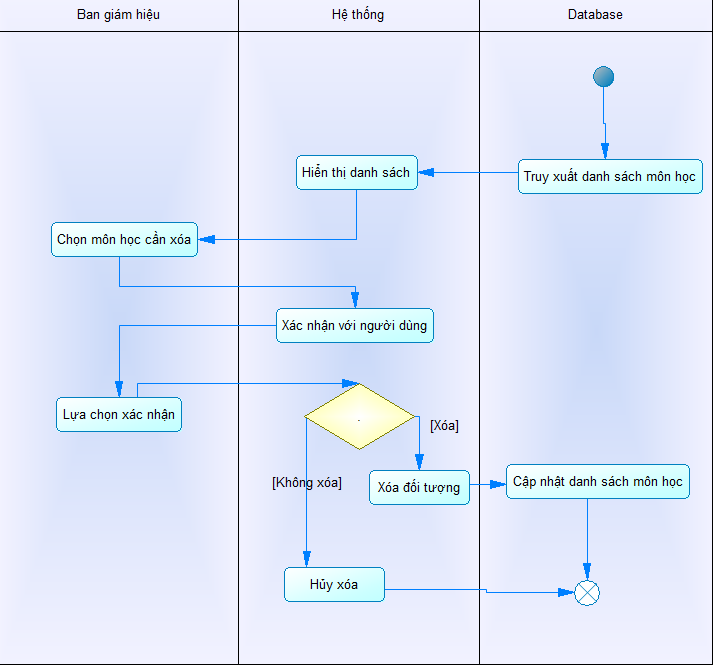 Ban giám hiệu
Hệ thống
Database
Hiển thị danh sách
Truy xuất danh sách môn học
Chọn môn học cần xóa
Xác nhận với người dùng
Lựa chọn xác nhận
[Xóa]
[Không xóa]
Xóa đối tượng
Cập nhật danh sách môn học
Hủy xóa